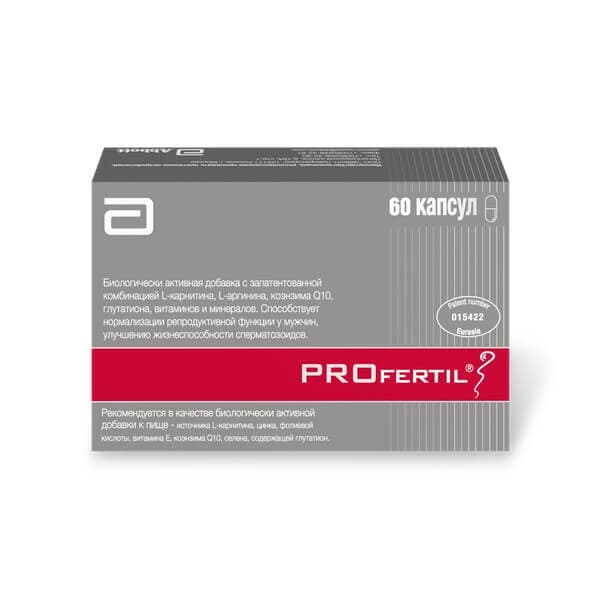 Abbott
60 капсул
Биологически активная добавка с запатентованной
комбинацией L-карнитина, L-аргинина, коэнзима Q10,
глутатиона, витаминов и минералов. Способствует
нормализации репродуктивной функции у мужчин,
улучшению жизнеспособности сперматозоидов.
Patent number
015422
Eurasia
PROFERTIL®
Рекомендуется в качестве биологически активной
добавки к пище - источника L-карнитина, цинка, фолиевой
кислоты, витамина Е, коэнзима Q10, селена, содержащей глутатион.